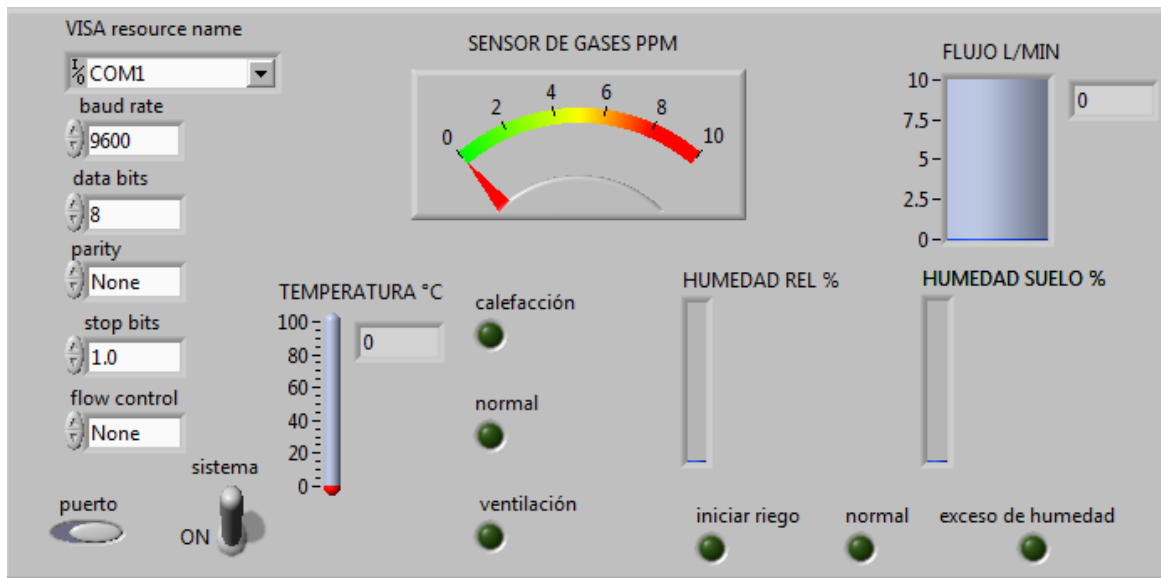 VISA resource name
I/O COM1
baud rate
9600
data bits
8
parity
None
stop bits
1.0
flow control
None
puerto
sistema
ON
SENSOR DE GASES PPM
0 2 4 6 8 10
FLUJO L/MIN
10
7.5
5
2.5
0
0
TEMPERATURA °C
100
80
60
40
20
0
0
calefacción
normal
ventilación
HUMEDAD REL %
HUMEDAD SUELO %
iniciar riego
normal
exceso de humedad